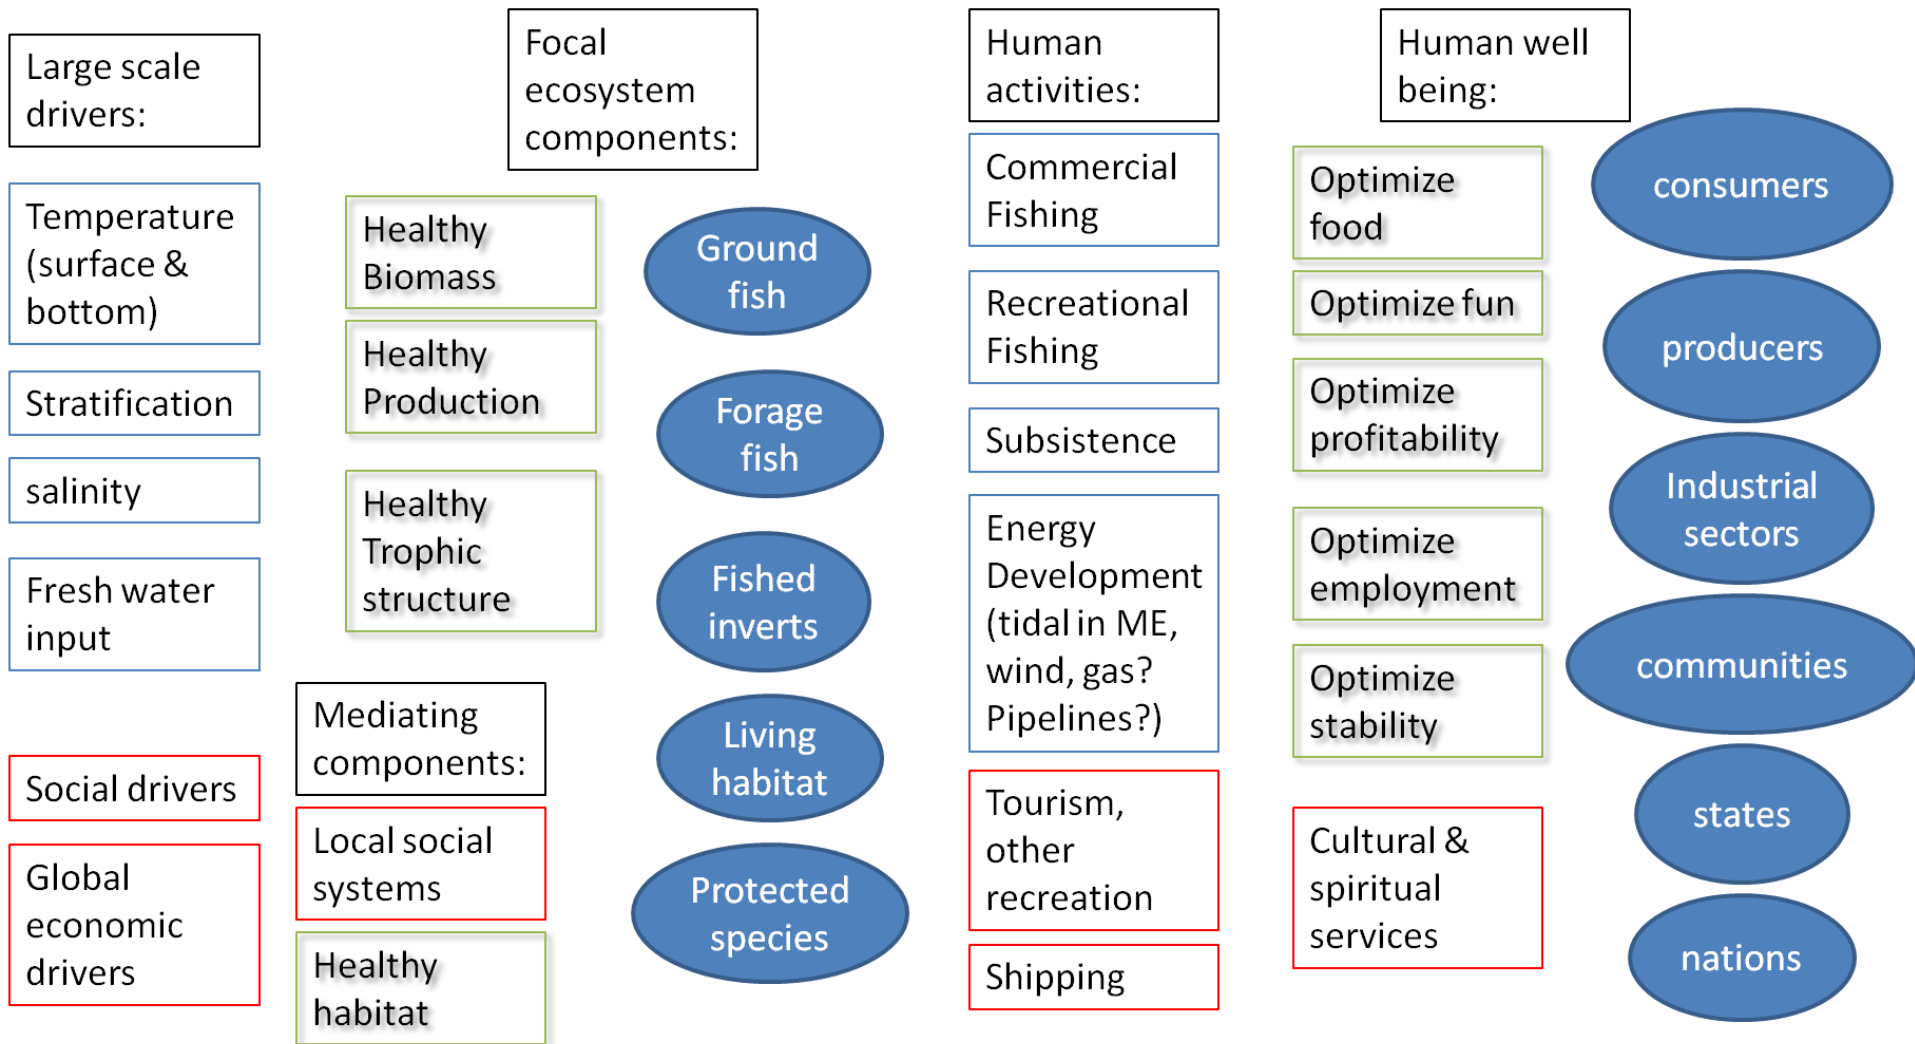 Large scale
drivers:
Temperature
(surface &
bottom)
Stratification
salinity
Fresh water
input
Social drivers
Global
economic
drivers
Focal
ecosystem
components:
Healthy
Biomass
Healthy
Production
Healthy
Trophic
structure
Mediating
components:
Local social
systems
Healthy
habitat
Ground
fish
Forage
fish
Fished
inverts
Living
habitat
Protected
species
Human
activities:
Commercial
Fishing
Recreational
Fishing
Subsistence
Energy
Development
(tidal in ME,
wind, gas?
Pipelines?)
Tourism,
other
recreation
Shipping
Human well
being:
Optimize
food
Optimize fun
Optimize
profitability
Optimize
employment
Optimize
stability
Cultural &
spiritual
services
consumers
producers
Industrial
sectors
communities
states
nations